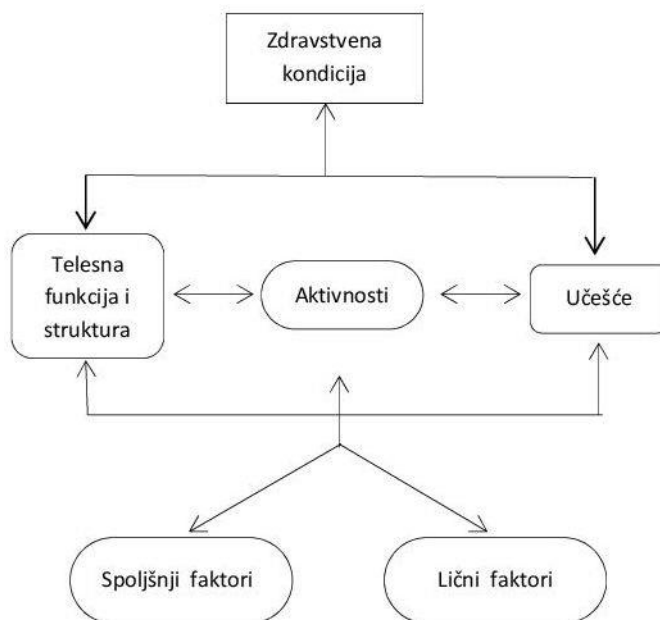 Zdravstvena
kondicija
Telesna
funkcija i
struktura
Aktivnosti
Učešće
Spoljšnji faktori
Lični faktori